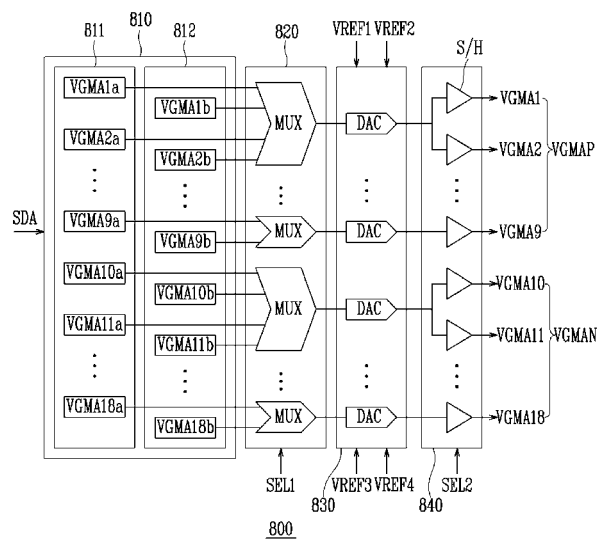 810
811
812
820
VREF1 VREF2
S/H
VGMA1a
VGMA1b
VGMA2a
VGMA2b
MUX
DAC
VGMA1
VGMA2
VGMAP
SDA
VGMA9a
VGMA9b
MUX
DAC
VGMA9
VGMA10a
VGMA10b
VGMA11a
VGMA11b
MUX
DAC
VGMA10
VGMA11
VGMAN
VGMA18a
VGMA18b
MUX
DAC
VGMA18
SEL1
830
VREF3 VREF4
840
SEL2
800